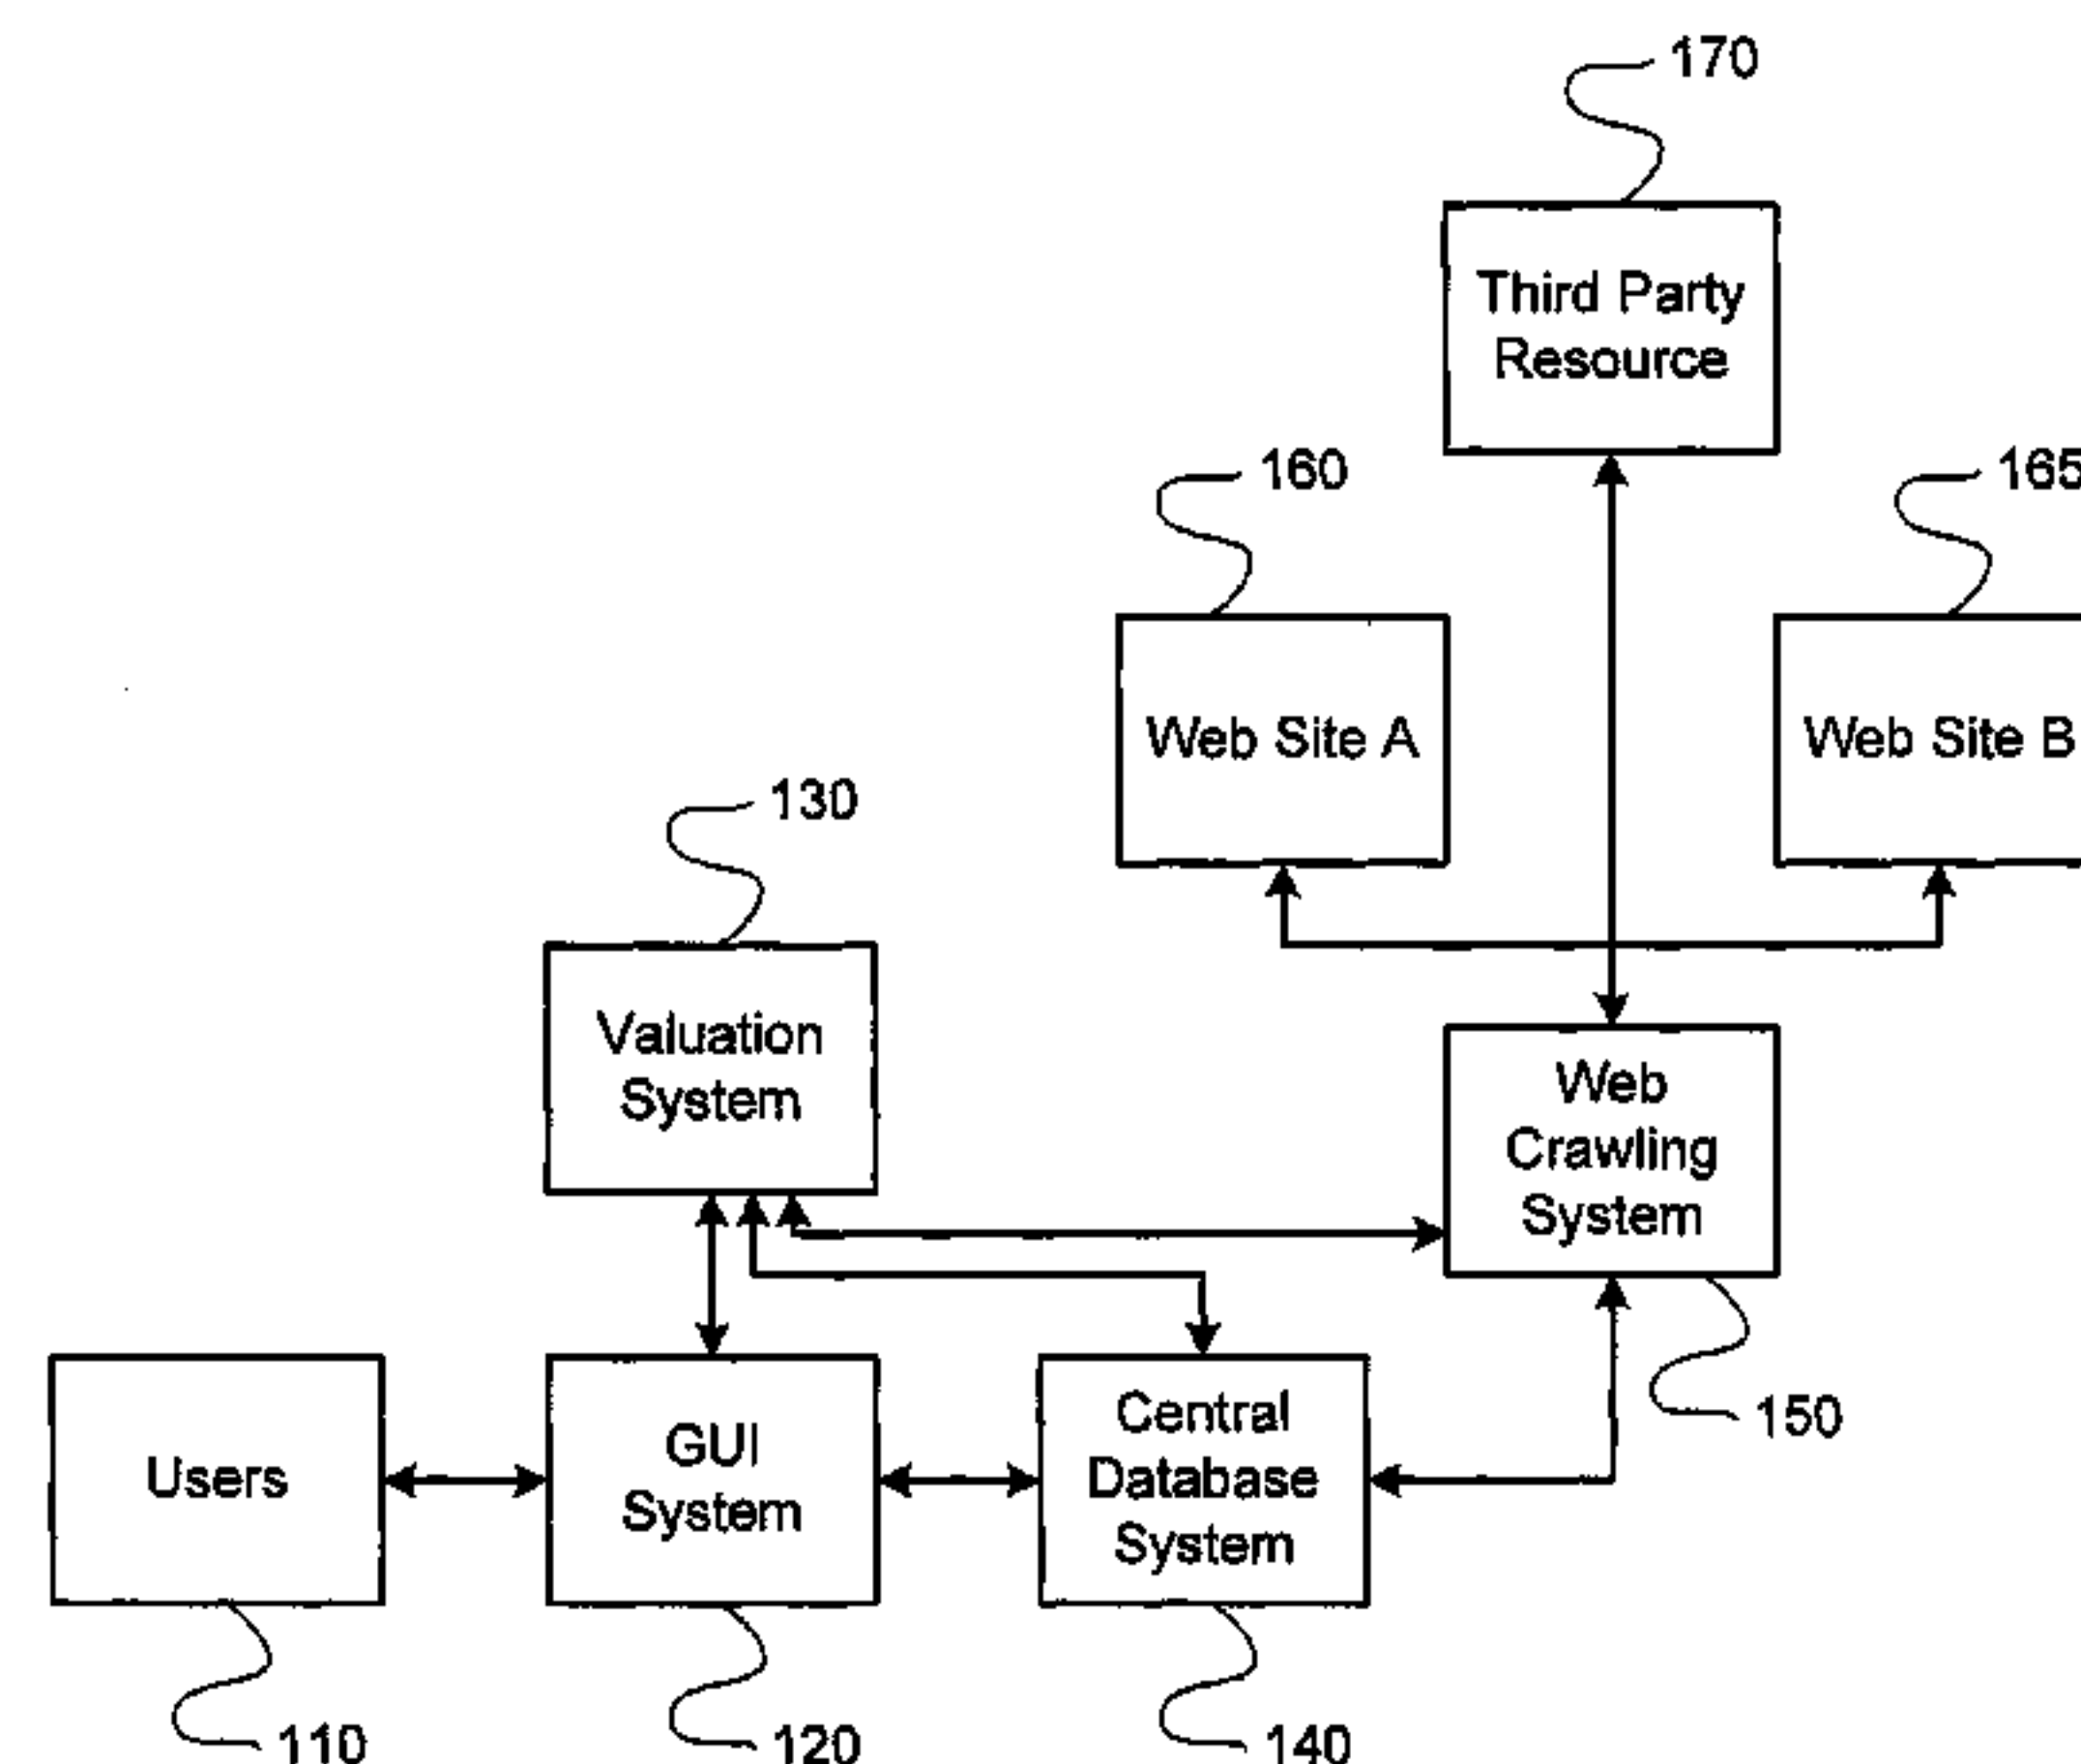 170
Third Party
Resource
160
165
Web Site A
Web Site B
130
Valuation
System
Web
Crawling
System
150
Users
GUI
System
Central
Database
System
110
120
140